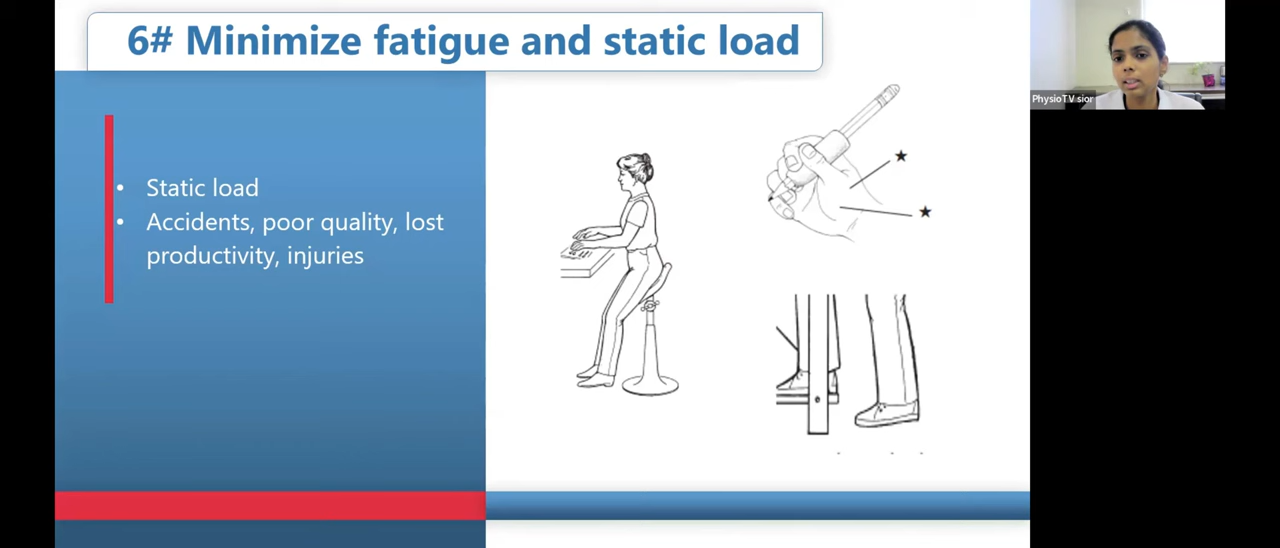 6# Minimize fatigue and static load
PhysioTV sior
• Static load
• Accidents, poor quality, lost
productivity, injuries